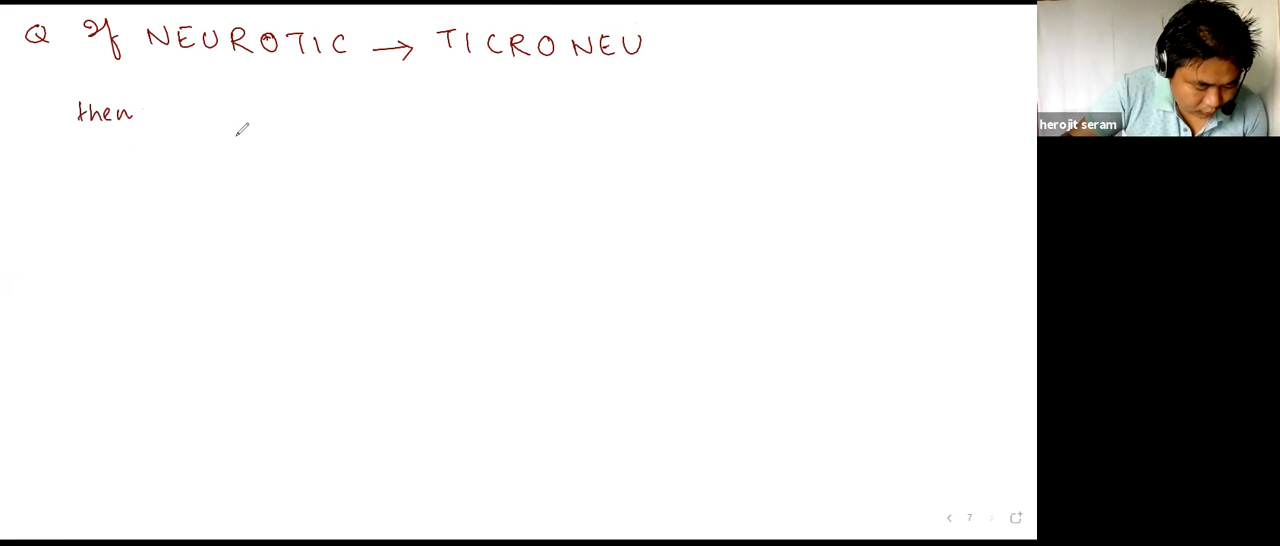 Q If NEUROTIC → TICRONEU
then
herojit seram
7